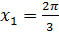 x₁ = 2π/3